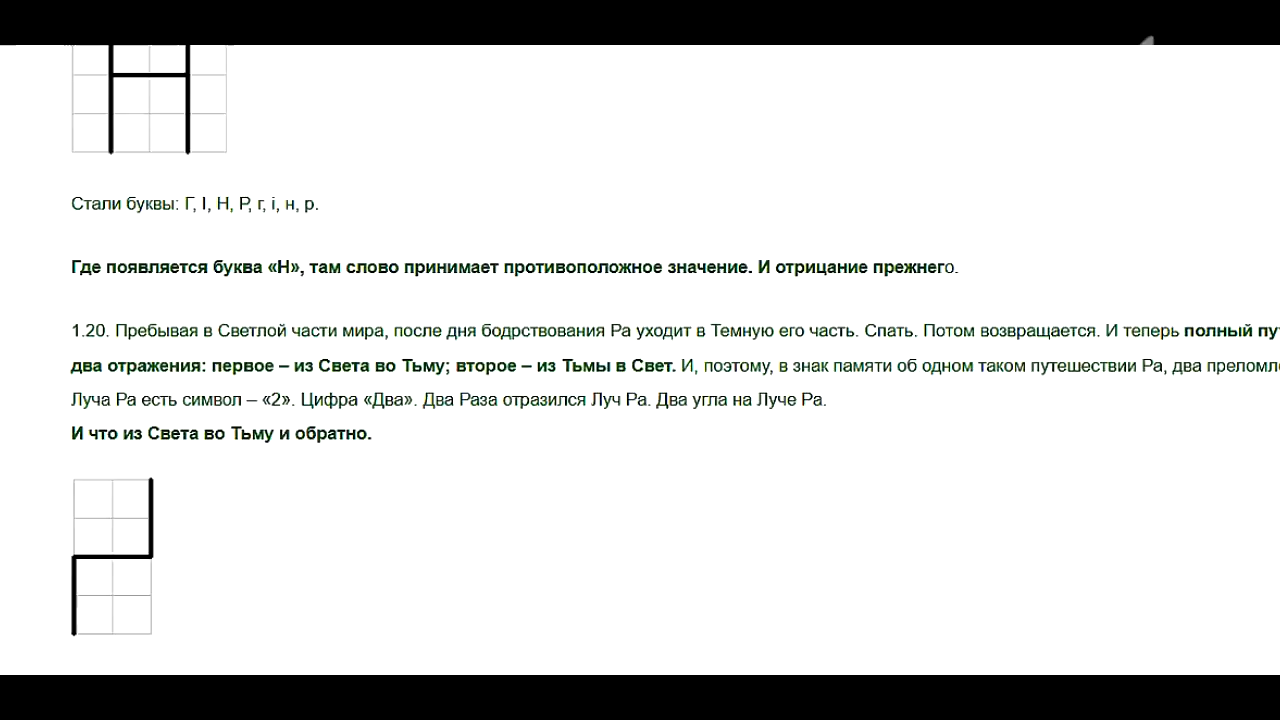 Стали буквы: Г, І, Н, Р, г, і, н, р.
Где появляется буква «Н», там слово принимает противоположное значение. И отрицание прежнего.
1.20. Пребывая в Светлой части мира, после дня бодрствования Ра уходит в Темную его часть. Спать. Потом возвращается. И теперь полный
два отражения: первое – из Света во Тьму; второе – из Тьмы в Свет. И, поэтому, в знак памяти об одном таком путешествии Ра, два
Луча Ра есть символ – «2». Цифра «Два». Два Раза отразился Луч Ра. Два угла на Луче Ра.
И что из Света во Тьму и обратно.